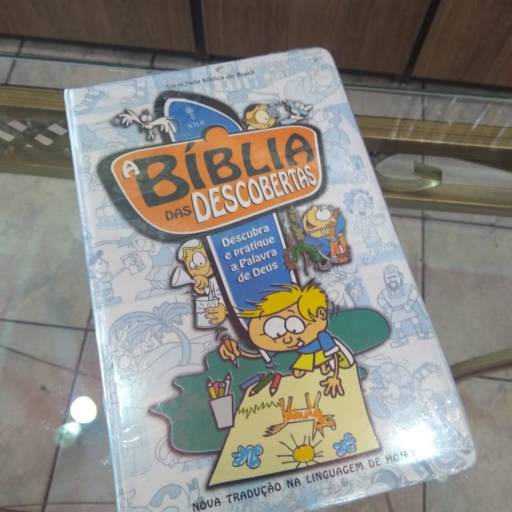 Sociedade Bíblica do Brasil
NTLH
A BÍBLIA
DAS DESCOBERTAS
Descubra
e pratique
a Palavra
de Deus
NOVA TRADUÇÃO NA LINGUAGEM DE HOJE